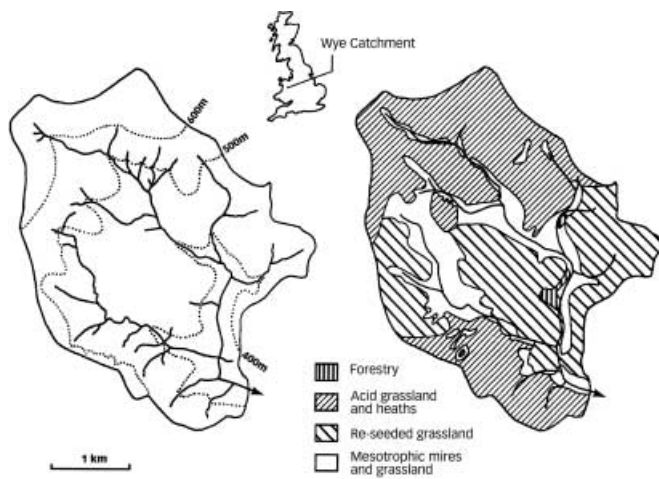 Wye Catchment
600m
500m
400m
Forestry
Acid grassland
and heaths
Re-seeded grassland
Mesotrophic mires
and grassland
1 km